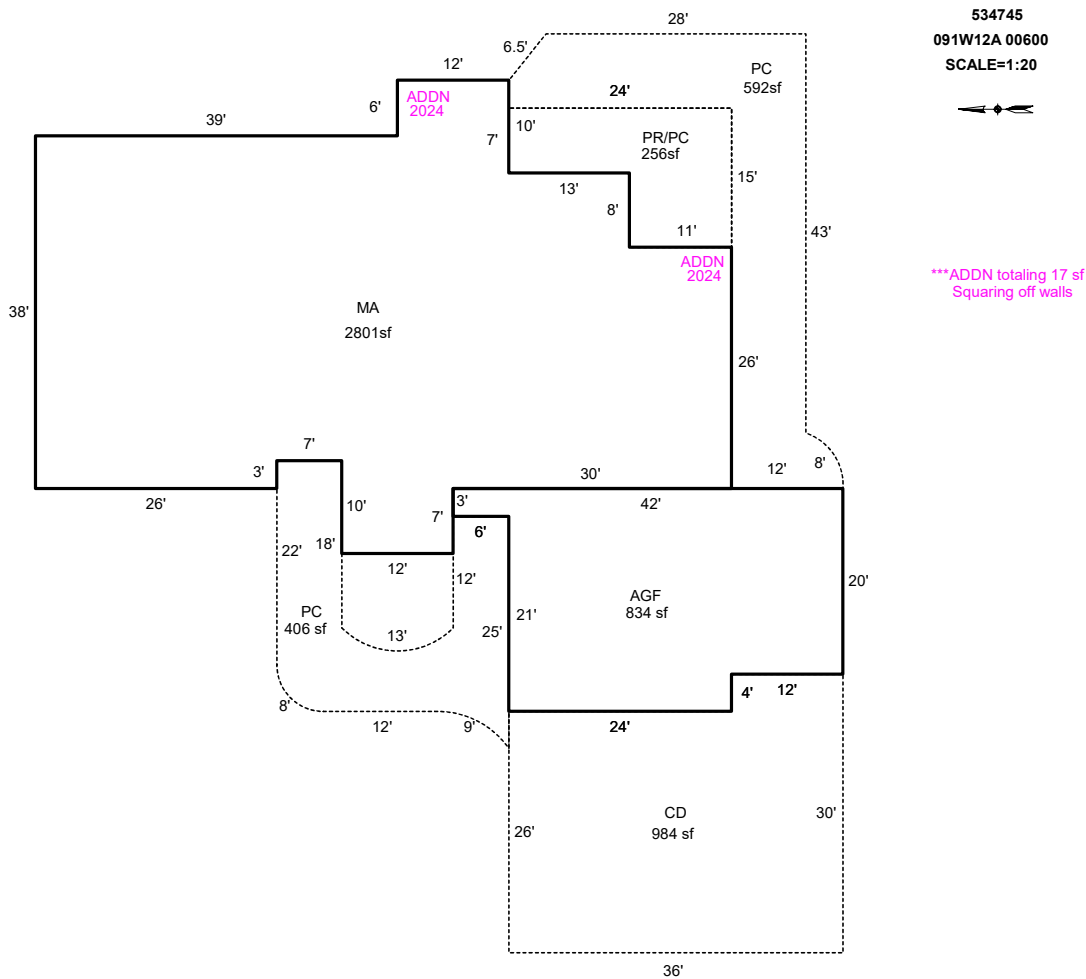 534745
091W12A 00600
SCALE=1:20
28'
6.5'
12'
PC
592sf
24'
6'
ADDN
2024
39'
10'
7'
PR/PC
256sf
15'
13'
8'
11'
43'
ADDN
2024
***ADDN totaling 17 sf
Squaring off walls
38'
MA
2801sf
26'
7'
3'
30'
12'
8'
26'
10'
3'
42'
7'
6'
18'
22'
12'
12'
20'
AGF
834 sf
PC
406 sf
21'
25'
13'
4'
12'
8'
12'
9'
24'
CD
984 sf
26'
30'
36'